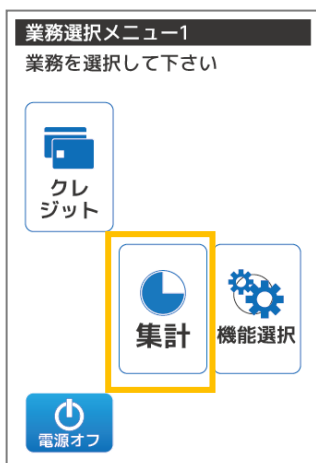 業務選択メニュー1
業務を選択して下さい
クレ
ジット
集計
機能選択
電源オフ